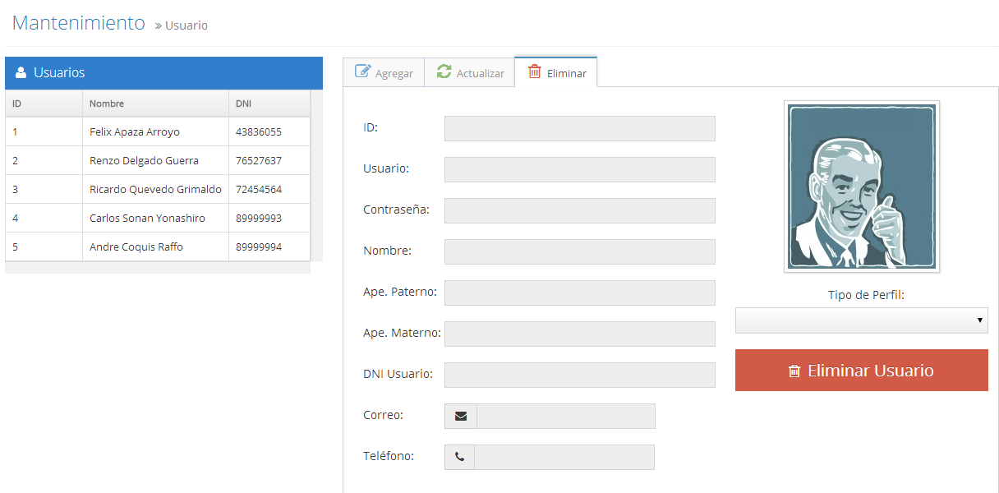 Mantenimiento » Usuario
Usuarios
ID Nombre DNI
1 Felix Apaza Arroyo 43836055
2 Renzo Delgado Guerra 76527637
3 Ricardo Quevedo Grimaldo 72454564
4 Carlos Sonan Yonashiro 89999993
5 Andre Coquis Raffo 89999994
Agregar Actualizar Eliminar
ID:
Usuario:
Contraseña:
Nombre:
Ape. Paterno:
Ape. Materno:
DNI Usuario:
Correo:
Teléfono:
Tipo de Perfil:
Eliminar Usuario